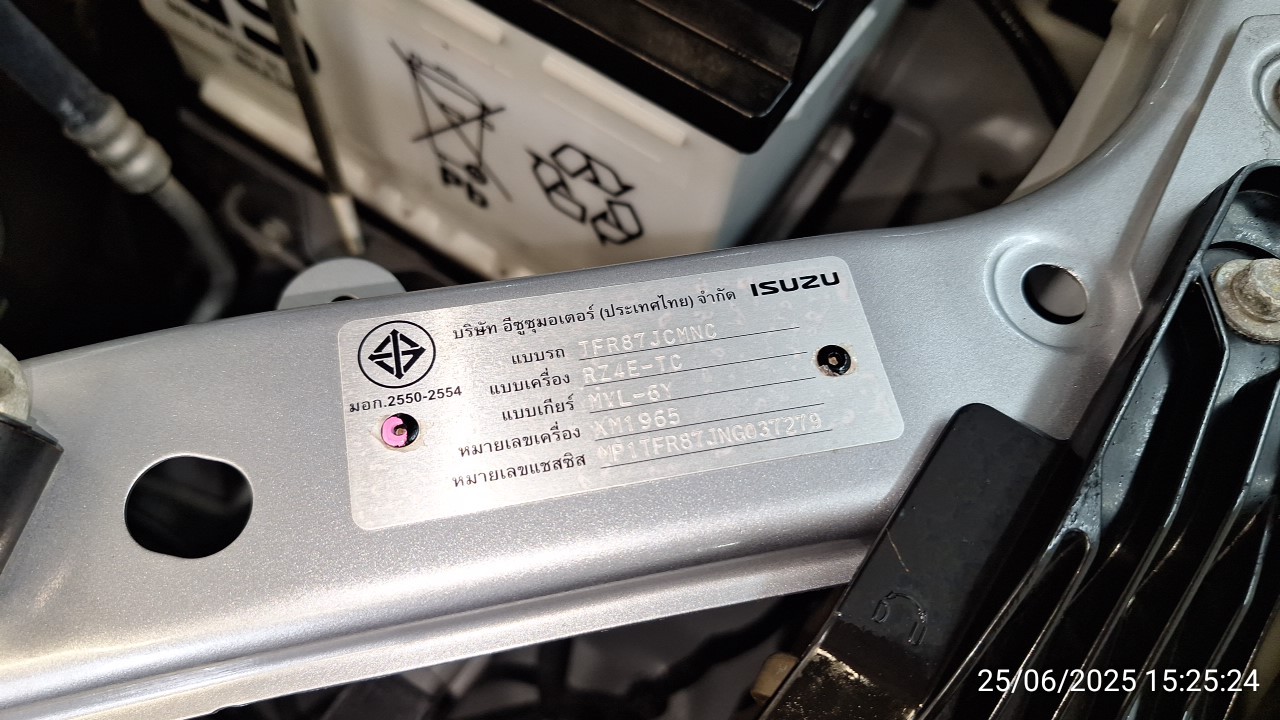 บริษัท อีซูซุมอเตอร์ (ประเทศไทย) จำกัด ISUZU
แบบรถ TFR87JCMNC
แบบเครื่อง RZ4E-TC
มอก.2550-2554
แบบเกียร์ MVL-6Y
หมายเลขเครื่อง XM1965
หมายเลขแชสซิส MP1TFR87JNG037279
25/06/2025 15:25:24